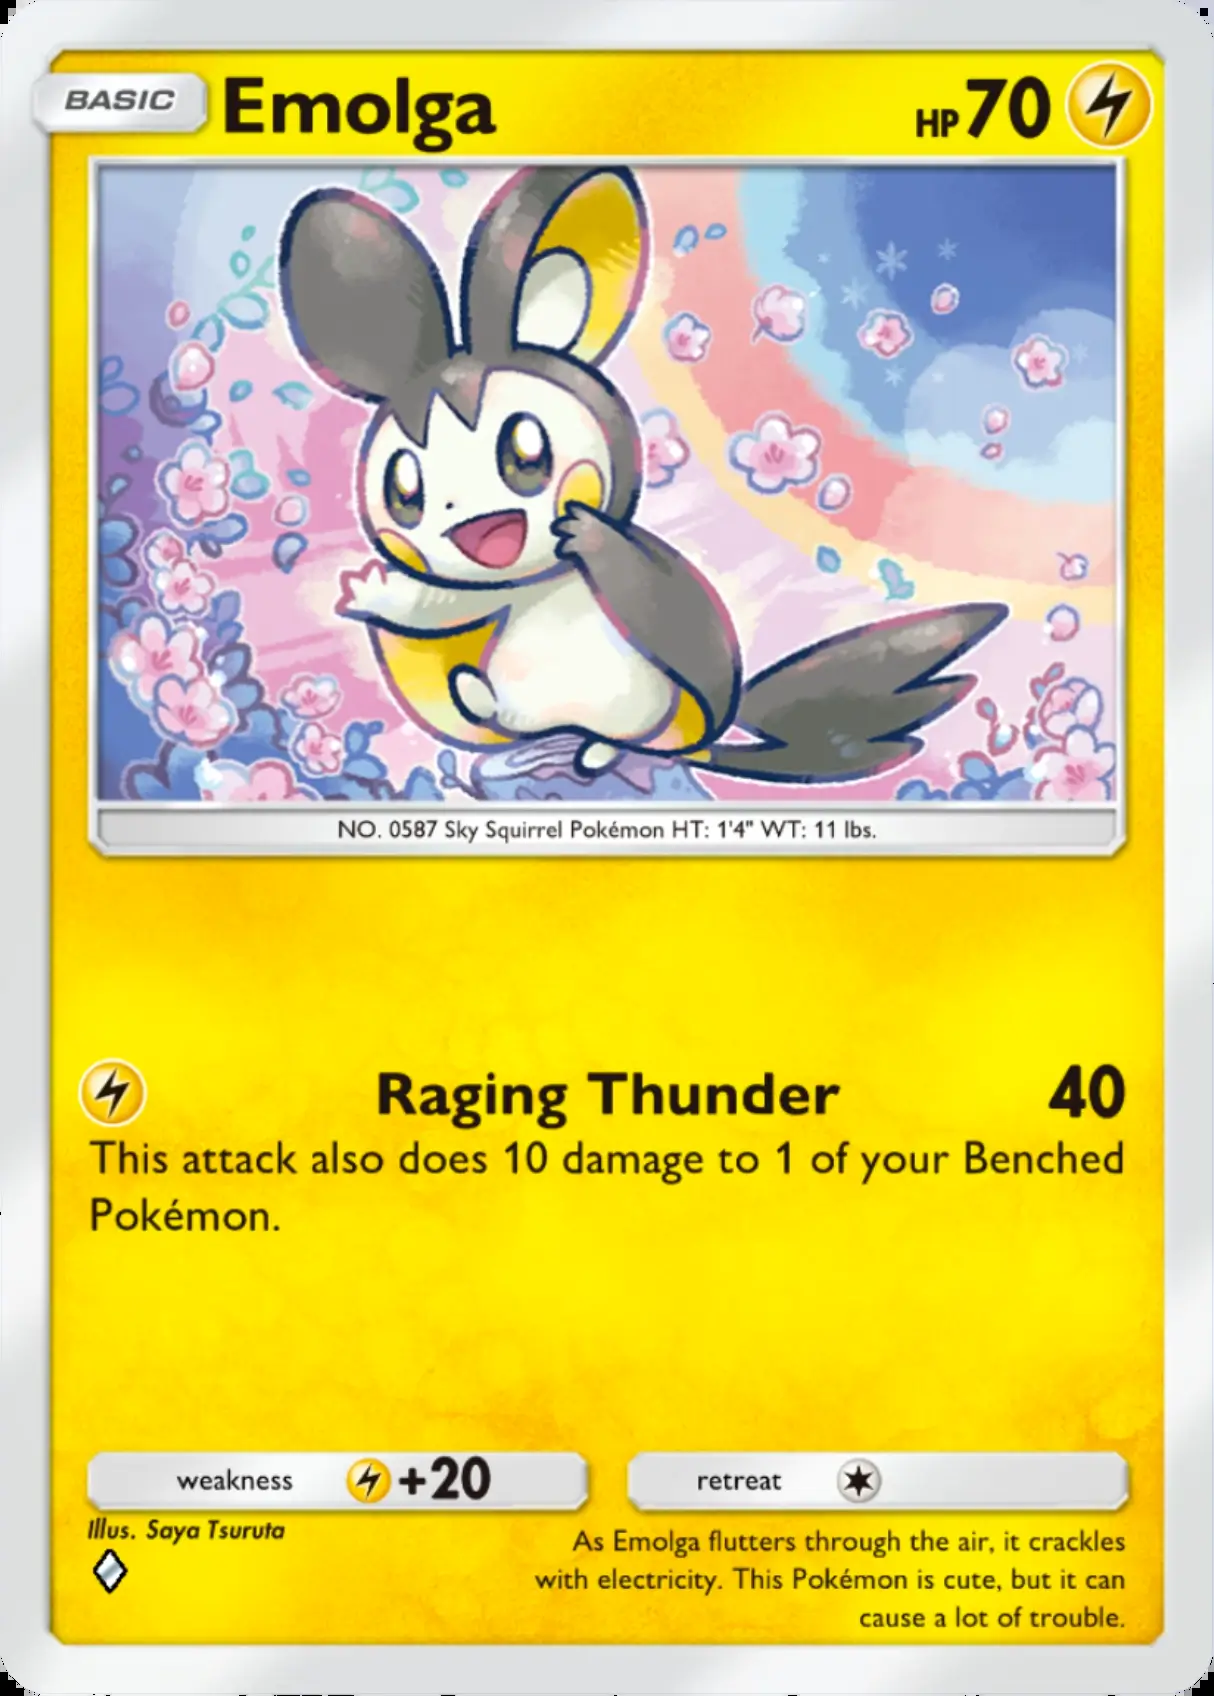 BASIC Emolga HP 70
NO. 0587 Sky Squirrel Pokémon HT: 1'4" WT: 11 lbs.
Raging Thunder 40
This attack also does 10 damage to 1 of your Benched
Pokémon.
weakness +20 retreat
Illus. Saya Tsuruta
As Emolga flutters through the air, it crackles
with electricity. This Pokémon is cute, but it can
cause a lot of trouble.